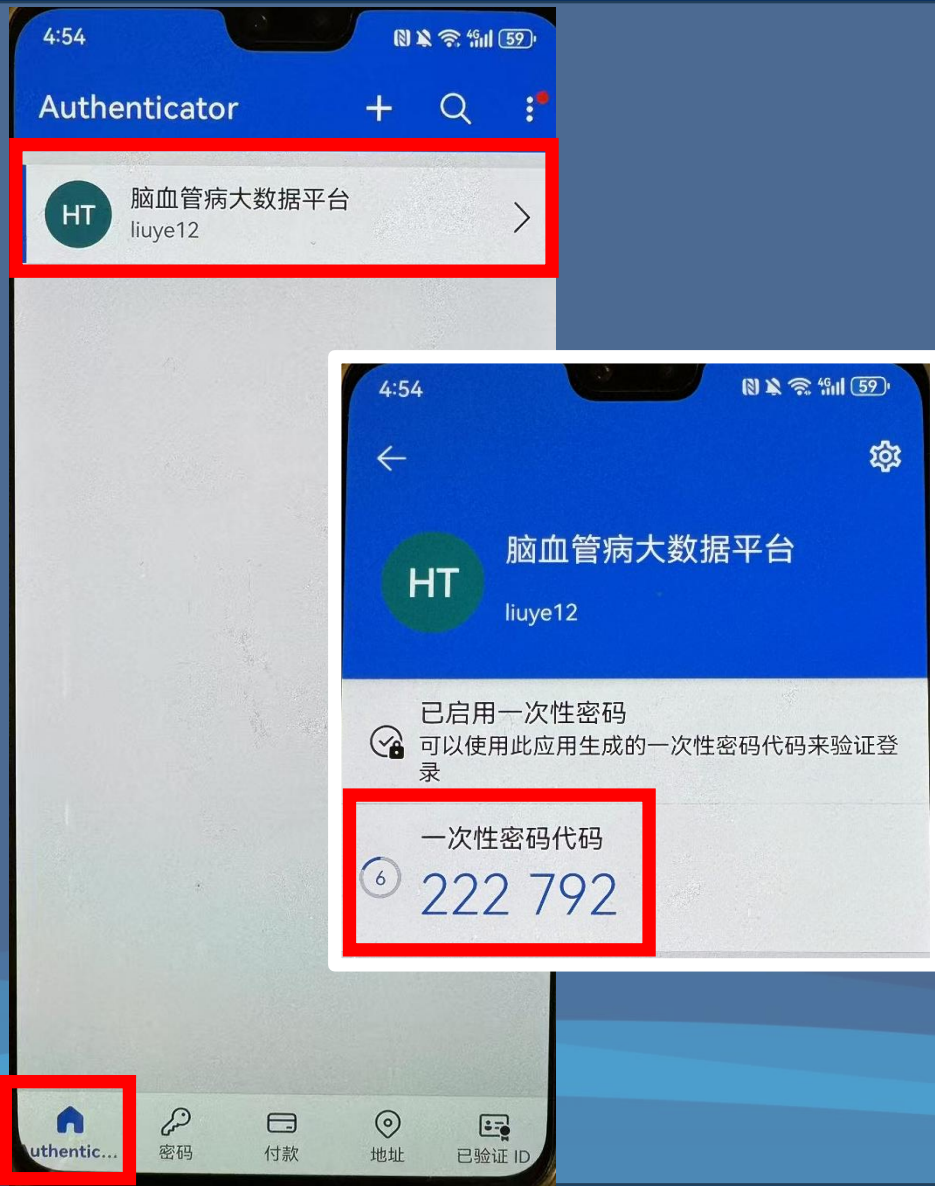 4:54
4G
59
Authenticator
HT
脑血管病大数据平台
liuye12
4:54
4G
59
脑血管病大数据平台
HT
liuye12
已启用一次性密码
可以使用此应用生成的一次性密码代码来验证登
录
一次性密码代码
6
222 792
uthentic...
密码
付款
地址
已验证 ID